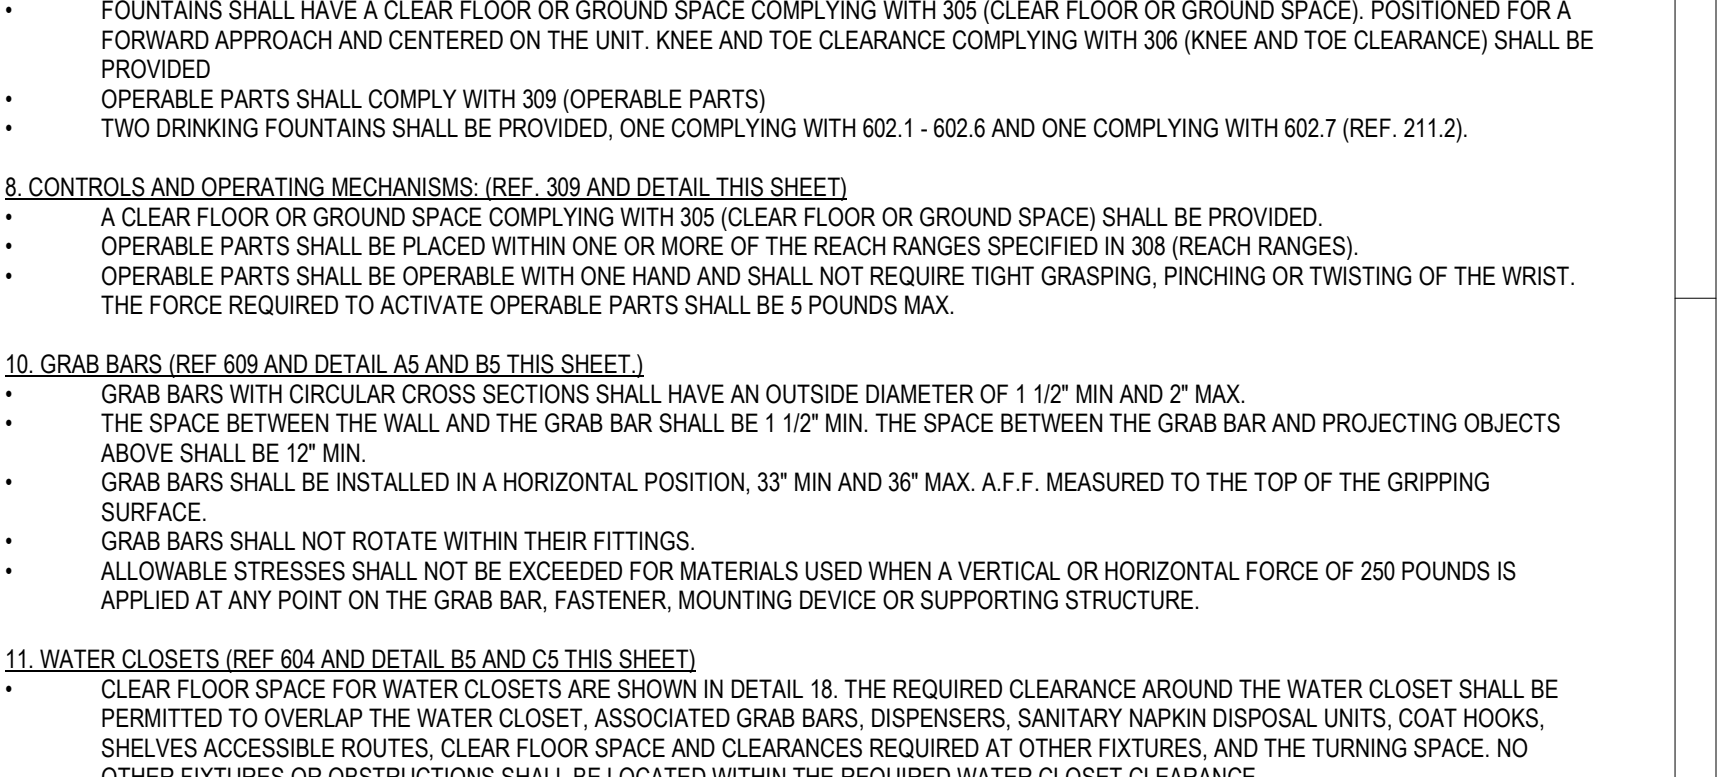 • FOUNTAINS SHALL HAVE A CLEAR FLOOR OR GROUND SPACE COMPLYING WITH 305 (CLEAR FLOOR OR GROUND SPACE). POSITIONED FOR A
FORWARD APPROACH AND CENTERED ON THE UNIT. KNEE AND TOE CLEARANCE COMPLYING WITH 306 (KNEE AND TOE CLEARANCE) SHALL BE
PROVIDED
• OPERABLE PARTS SHALL COMPLY WITH 309 (OPERABLE PARTS)
• TWO DRINKING FOUNTAINS SHALL BE PROVIDED, ONE COMPLYING WITH 602.1 - 602.6 AND ONE COMPLYING WITH 602.7 (REF. 211.2).
8. CONTROLS AND OPERATING MECHANISMS: (REF. 309 AND DETAIL THIS SHEET)
• A CLEAR FLOOR OR GROUND SPACE COMPLYING WITH 305 (CLEAR FLOOR OR GROUND SPACE) SHALL BE PROVIDED.
• OPERABLE PARTS SHALL BE PLACED WITHIN ONE OR MORE OF THE REACH RANGES SPECIFIED IN 308 (REACH RANGES).
• OPERABLE PARTS SHALL BE OPERABLE WITH ONE HAND AND SHALL NOT REQUIRE TIGHT GRASPING, PINCHING OR TWISTING OF THE WRIST.
THE FORCE REQUIRED TO ACTIVATE OPERABLE PARTS SHALL BE 5 POUNDS MAX.
10. GRAB BARS (REF 609 AND DETAIL A5 AND B5 THIS SHEET.)
• GRAB BARS WITH CIRCULAR CROSS SECTIONS SHALL HAVE AN OUTSIDE DIAMETER OF 1 1/2" MIN AND 2" MAX.
• THE SPACE BETWEEN THE WALL AND THE GRAB BAR SHALL BE 1 1/2" MIN. THE SPACE BETWEEN THE GRAB BAR AND PROJECTING OBJECTS
ABOVE SHALL BE 12" MIN.
• GRAB BARS SHALL BE INSTALLED IN A HORIZONTAL POSITION, 33" MIN AND 36" MAX. A.F.F. MEASURED TO THE TOP OF THE GRIPPING
SURFACE.
• GRAB BARS SHALL NOT ROTATE WITHIN THEIR FITTINGS.
• ALLOWABLE STRESSES SHALL NOT BE EXCEEDED FOR MATERIALS USED WHEN A VERTICAL OR HORIZONTAL FORCE OF 250 POUNDS IS
APPLIED AT ANY POINT ON THE GRAB BAR, FASTENER, MOUNTING DEVICE OR SUPPORTING STRUCTURE.
11. WATER CLOSETS (REF 604 AND DETAIL B5 AND C5 THIS SHEET)
• CLEAR FLOOR SPACE FOR WATER CLOSETS ARE SHOWN IN DETAIL 18. THE REQUIRED CLEARANCE AROUND THE WATER CLOSET SHALL BE
PERMITTED TO OVERLAP THE WATER CLOSET, ASSOCIATED GRAB BARS, DISPENSERS, SANITARY NAPKIN DISPOSAL UNITS, COAT HOOKS,
SHELVES ACCESSIBLE ROUTES, CLEAR FLOOR SPACE AND CLEARANCES REQUIRED AT OTHER FIXTURES, AND THE TURNING SPACE. NO
OTHER FIXTURES OR OBSTRUCTIONS SHALL BE LOCATED WITHIN THE REQUIRED WATER CLOSET CLEARANCE